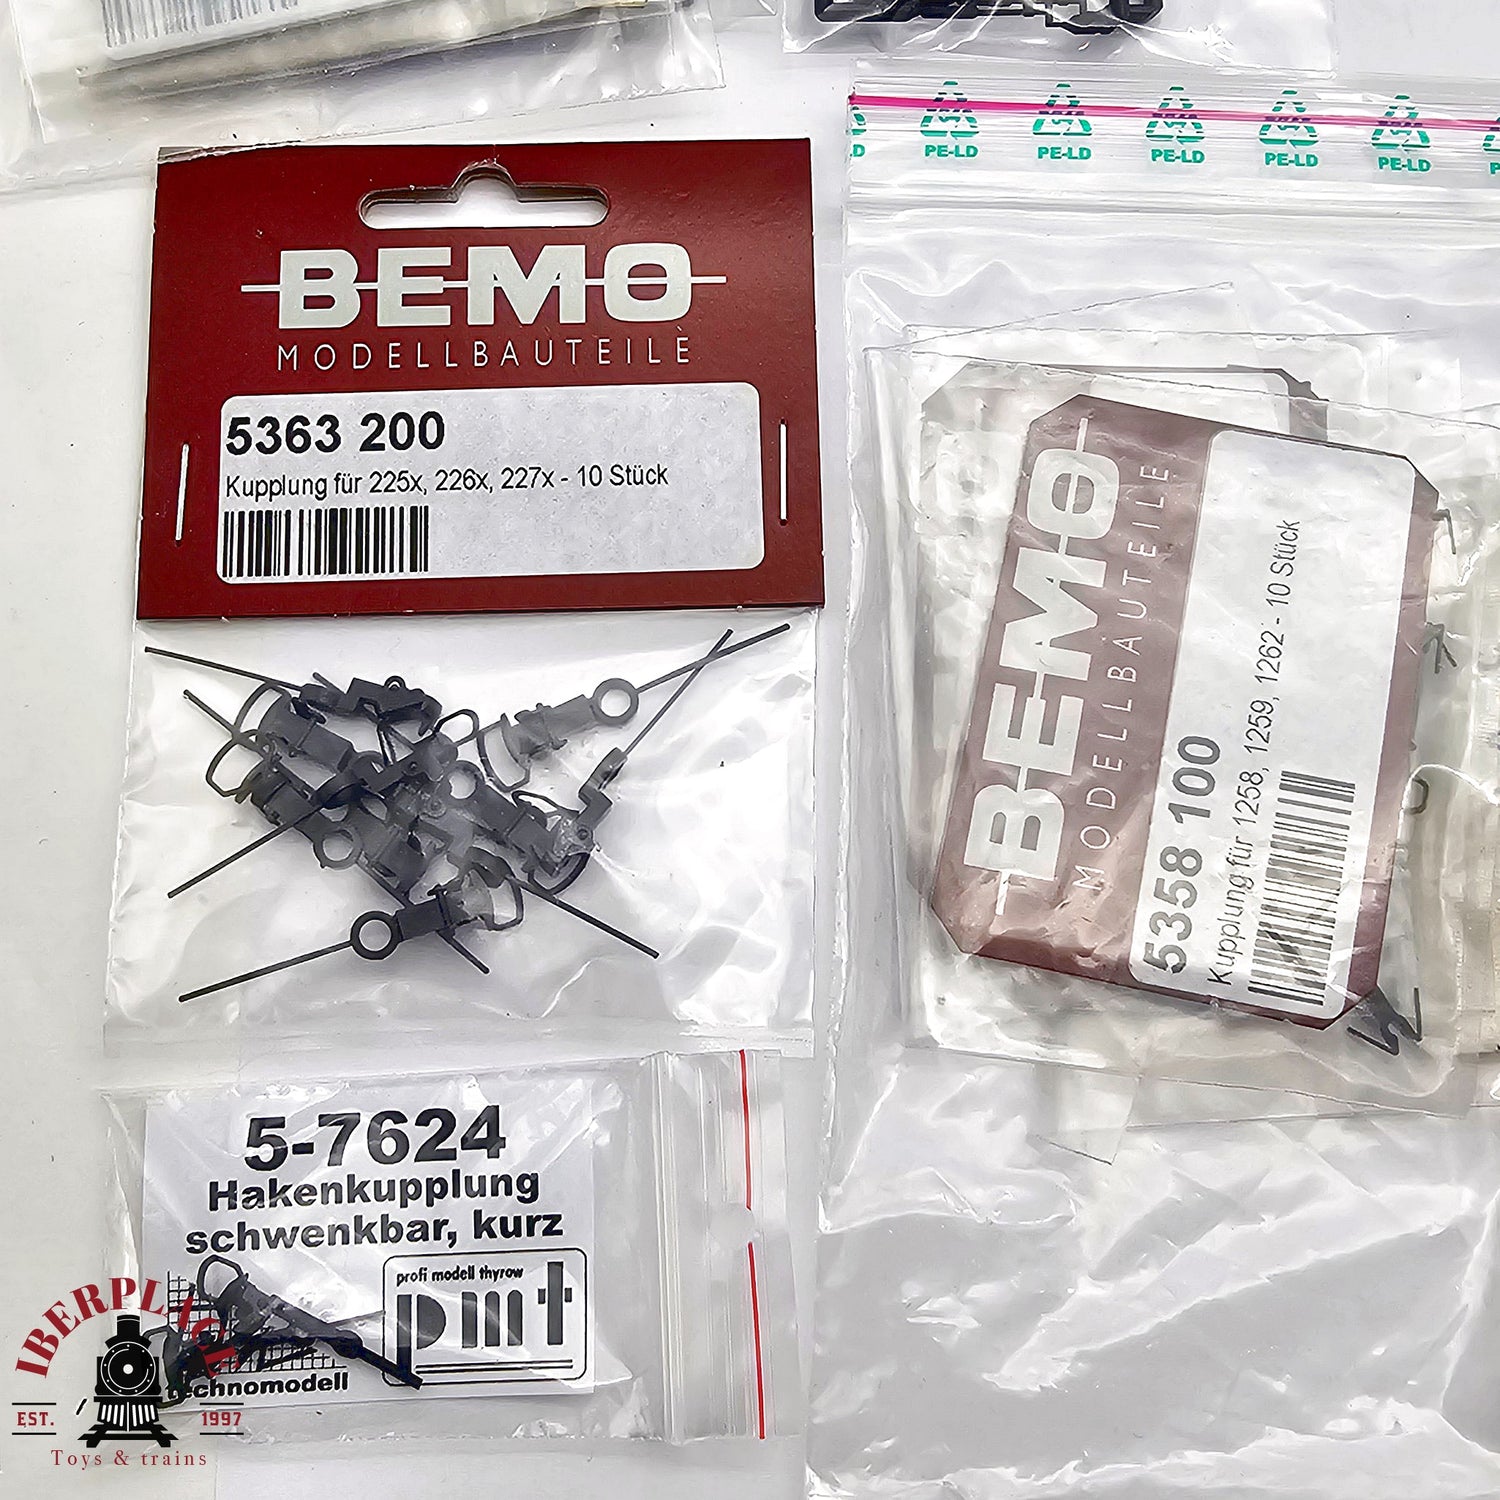 PE-LD PE-LD PE-LD PE-LD PE-LD
BEMO
MODELLBAUTEILE
5363 200
Kupplung für 225x, 226x, 227x - 10 Stück
BEMO
MODELLBAUTEILE
5358 100
Kupplung für 1258, 1259, 1262 - 10 Stück
5-7624
Hakenkupplung
schwenkbar, kurz
profi modell thyrow
pmt
technomodell
IBERPLACE
EST. 1997
Toys & trains